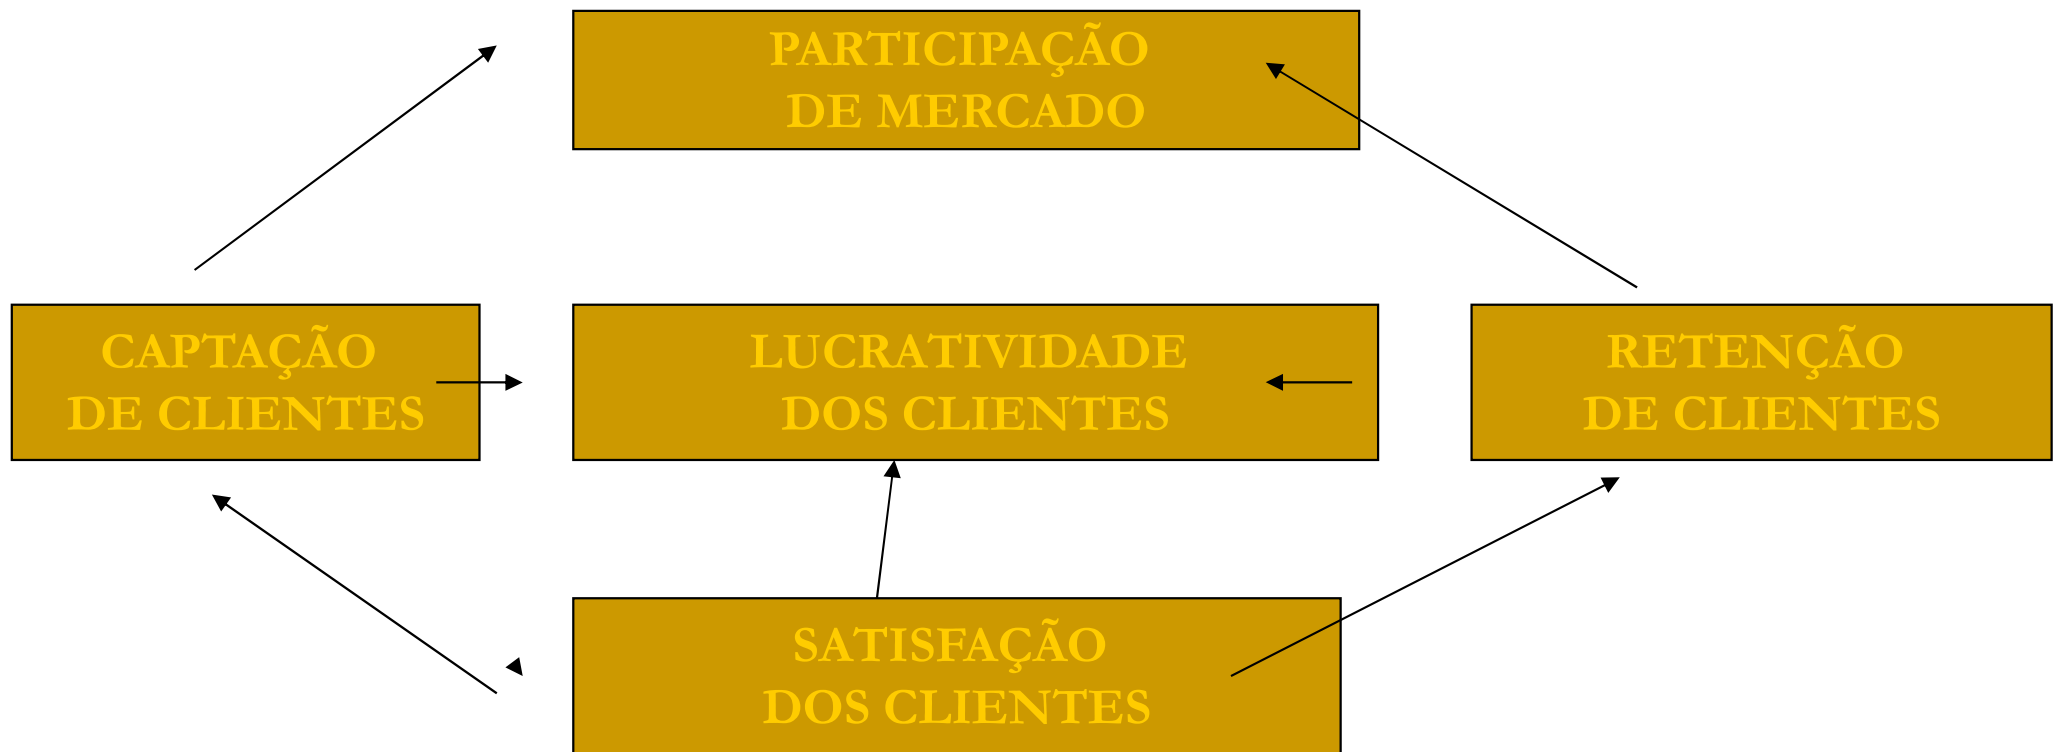 PARTICIPAÇÃO
DE MERCADO
CAPTAÇÃO
DE CLIENTES
LUCRATIVIDADE
DOS CLIENTES
RETENÇÃO
DE CLIENTES
SATISFAÇÃO
DOS CLIENTES